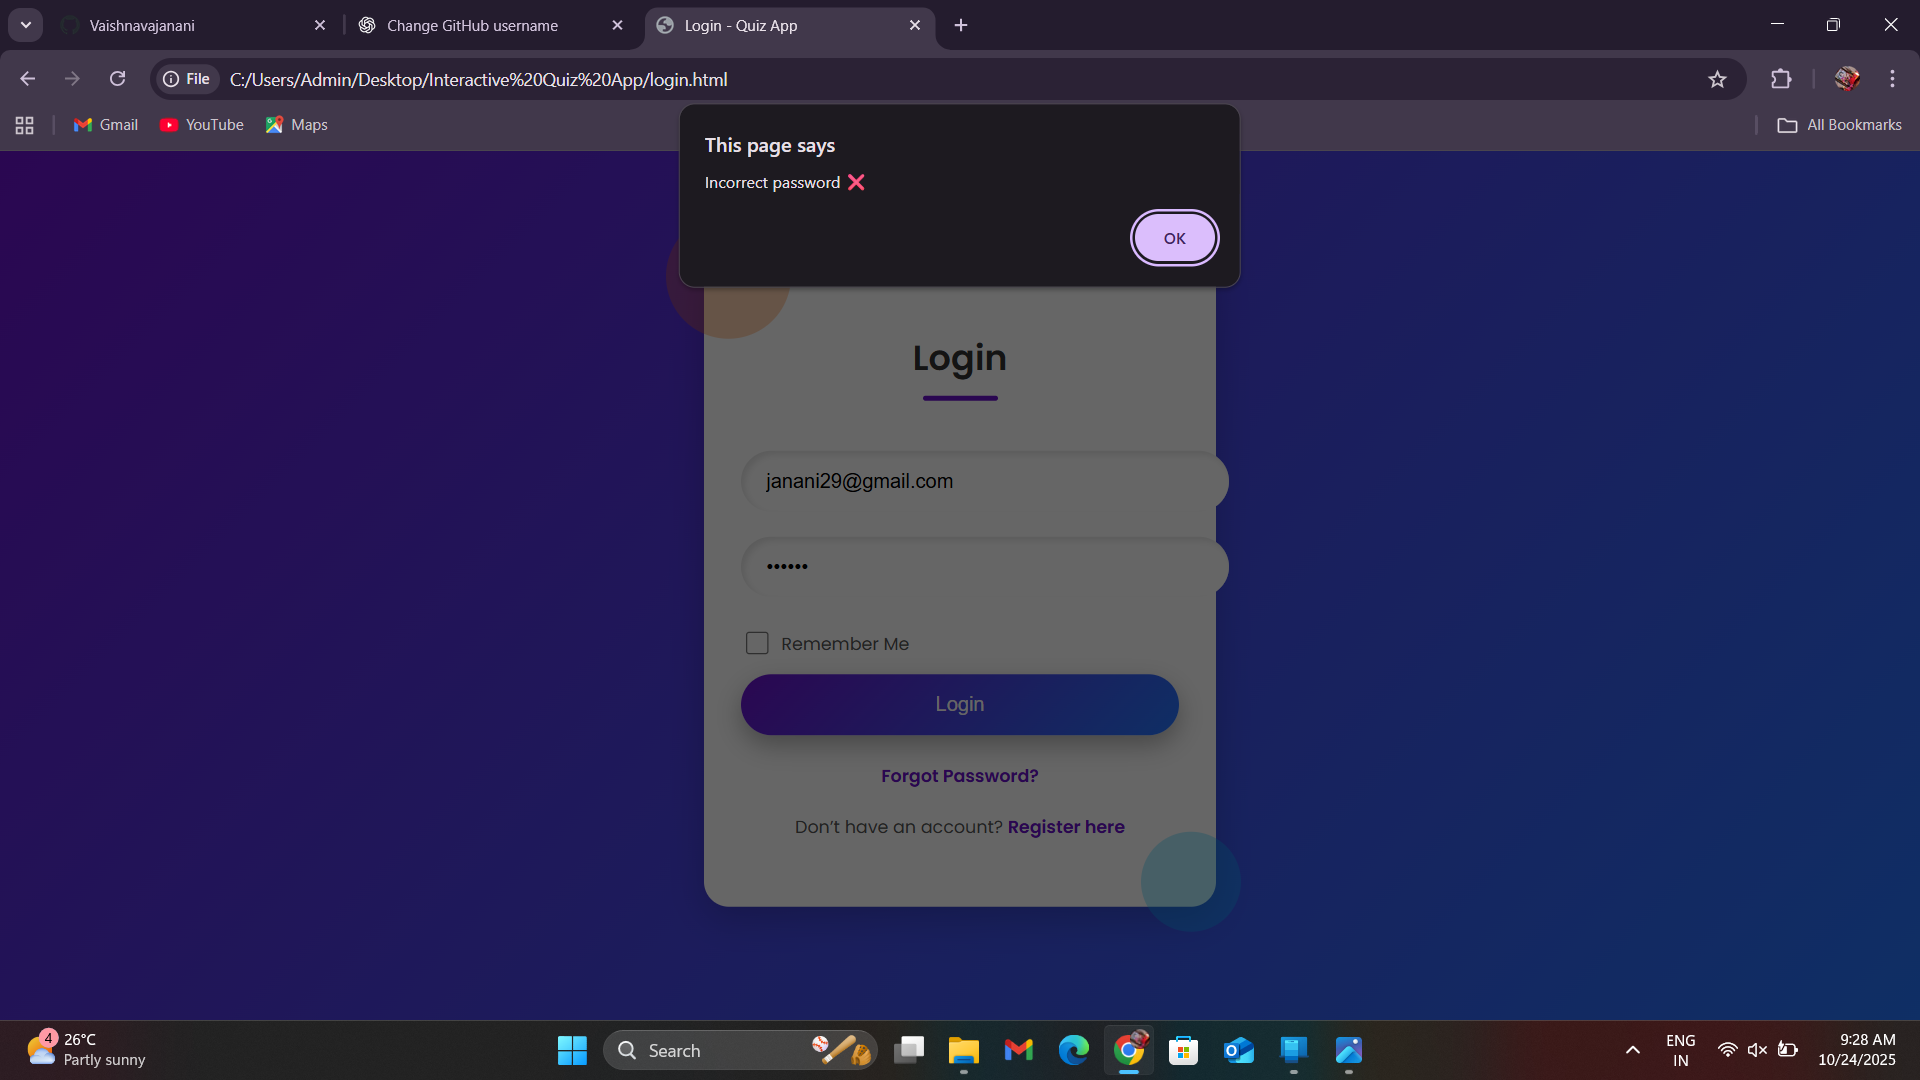 Vaishnavajanani
Change GitHub username
Login - Quiz App
File
C:/Users/Admin/Desktop/Interactive%20Quiz%20App/login.html
Gmail
YouTube
Maps
All Bookmarks
This page says
Incorrect password ❌
OK
Login
janani29@gmail.com
••••••
Remember Me
Login
Forgot Password?
Don’t have an account? Register here
4
26°C
Partly sunny
Search
ENG
IN
9:28 AM
10/24/2025